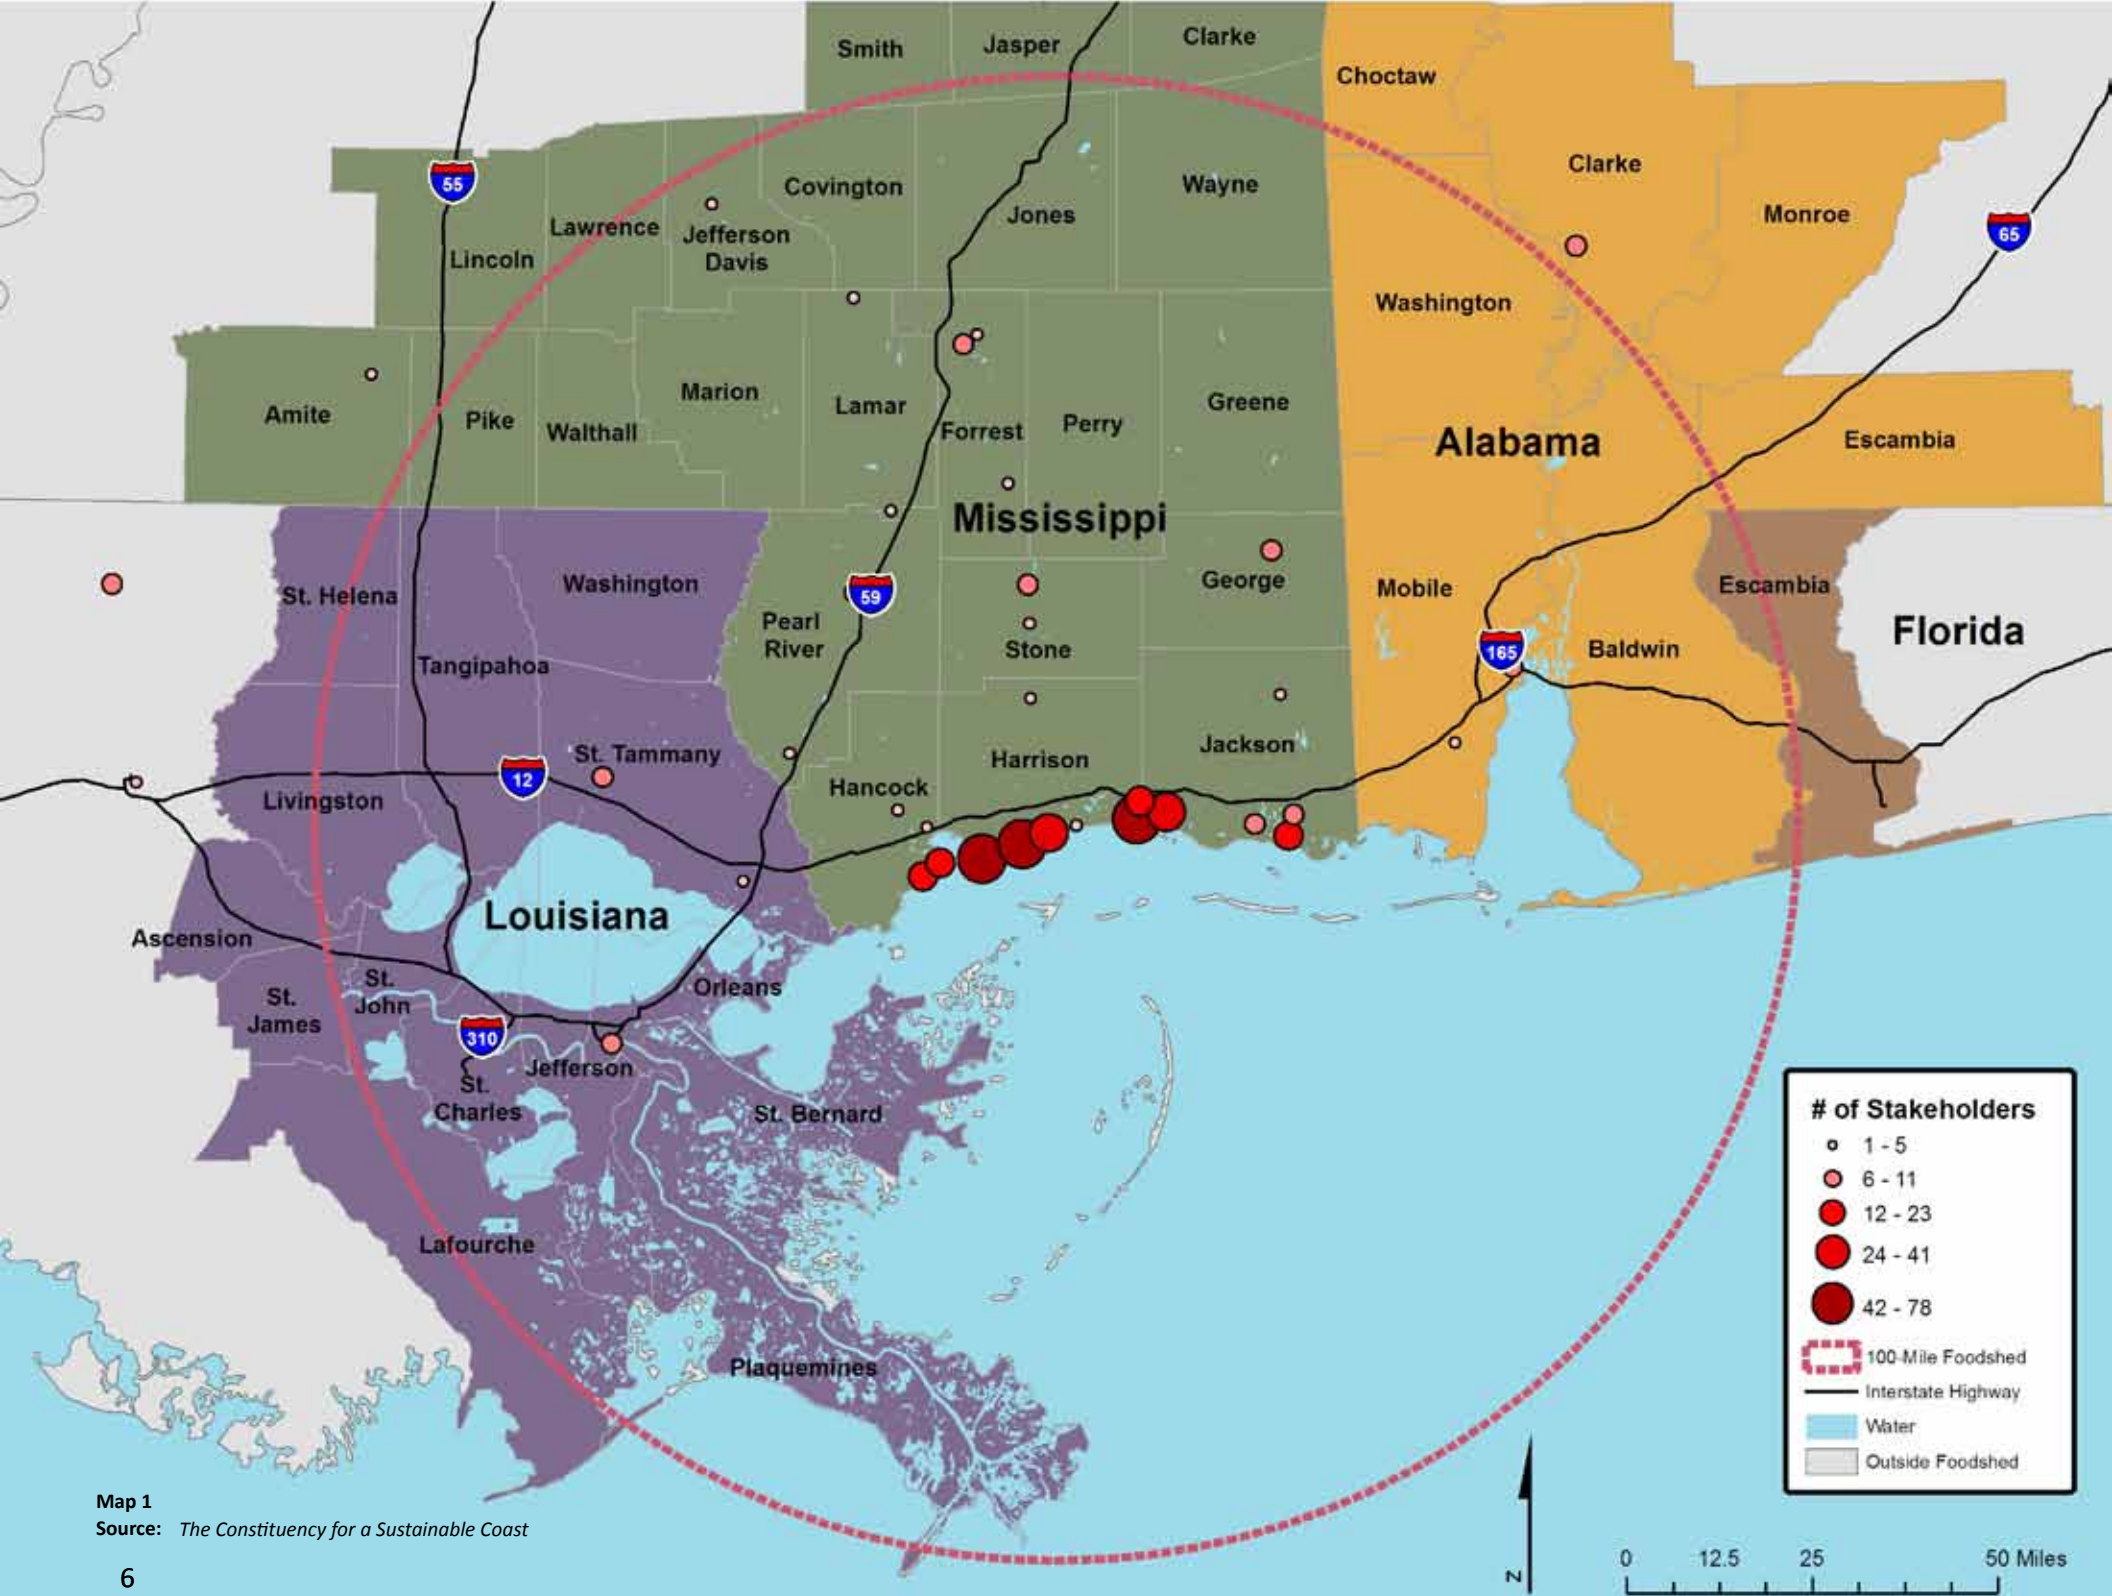 Smith
Jasper
Clarke
Choctaw
Clarke
Monroe
65
55
Covington
Wayne
Jones
Lawrence
Jefferson
Davis
Lincoln
Washington
Amite
Pike
Walthall
Marion
Lamar
Forrest
Perry
Greene
Alabama
Escambia
Mississippi
St. Helena
Washington
59
Pearl
River
George
Mobile
Escambia
Florida
Tangipahoa
Stone
165
Baldwin
St. Tammany
12
Livingston
Hancock
Harrison
Jackson
Louisiana
Ascension
St.
John
Orleans
St.
James
310
Jefferson
St.
Charles
St. Bernard
Lafourche
Plaquemines
# of Stakeholders
1 - 5
6 - 11
12 - 23
24 - 41
42 - 78
100-Mile Foodshed
Interstate Highway
Water
Outside Foodshed
Map 1
Source: The Constituency for a Sustainable Coast
6
N
0 12.5 25 50 Miles